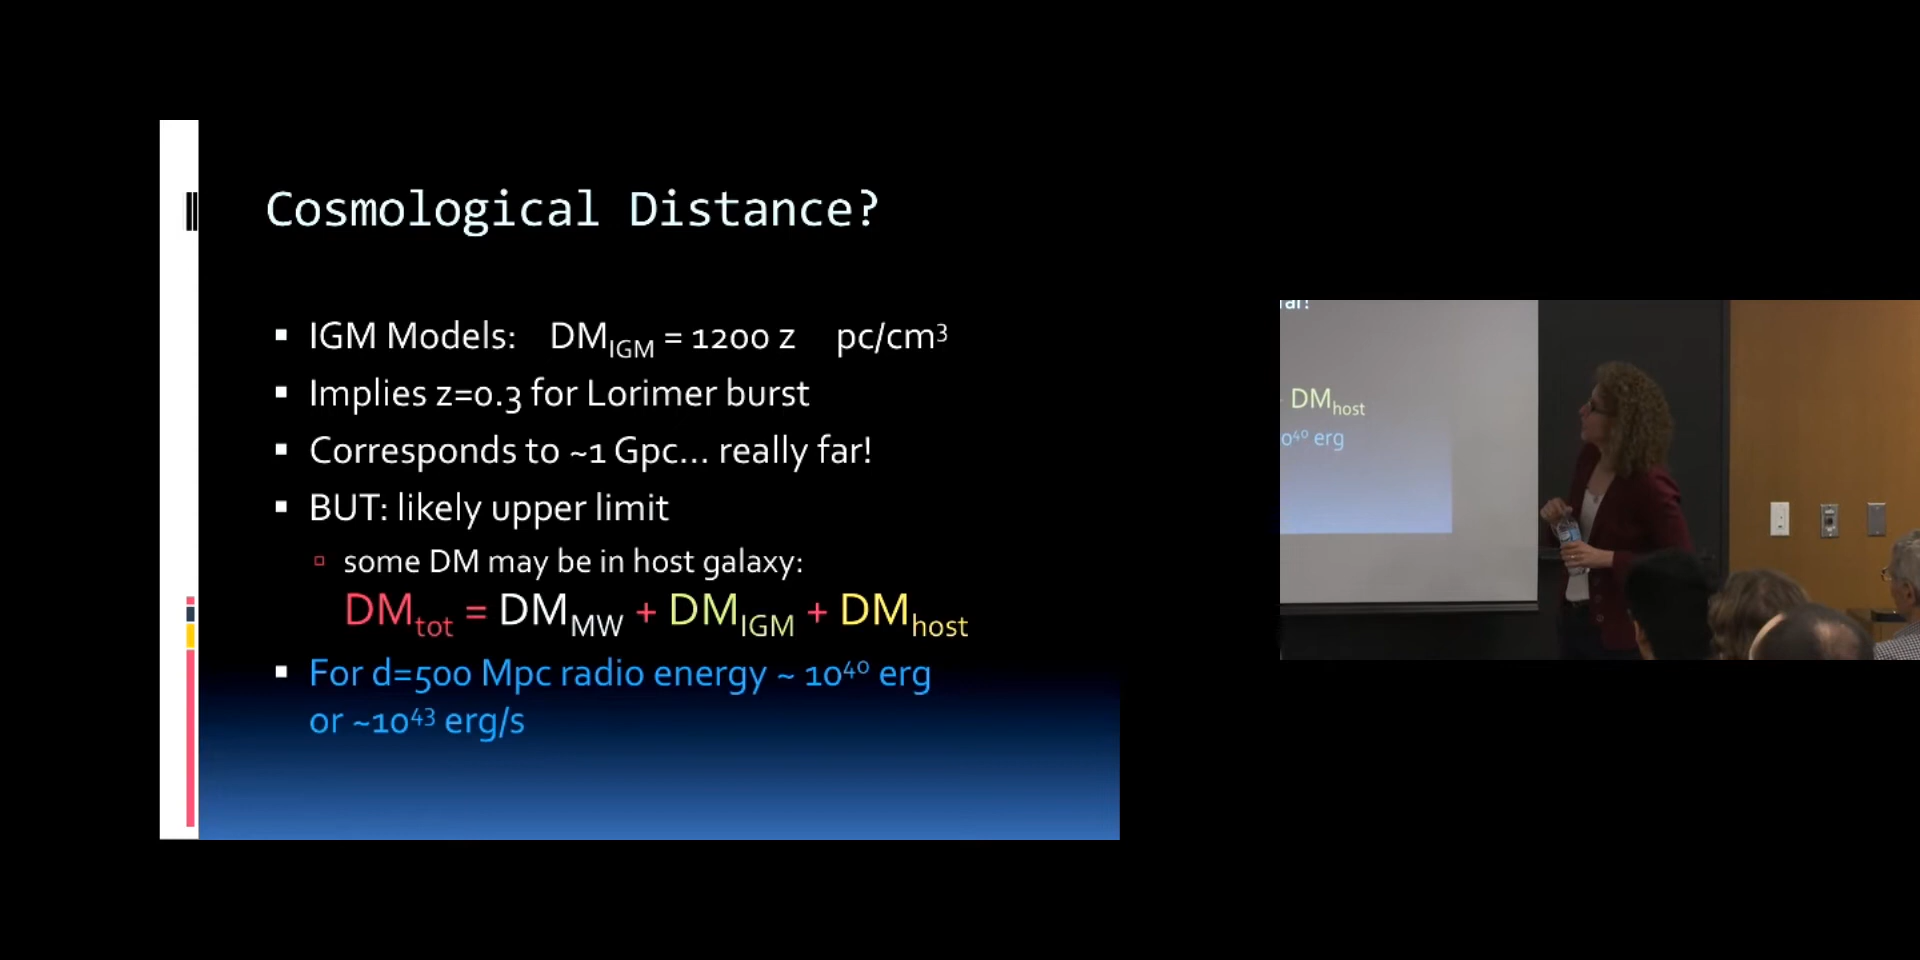 Cosmological Distance?
IGM Models: DM_IGM = 1200 z pc/cm³
Implies z=0.3 for Lorimer burst
Corresponds to ~1 Gpc... really far!
BUT: likely upper limit
some DM may be in host galaxy:
DM_tot = DM_MW + DM_IGM + DM_host
For d=500 Mpc radio energy ~ 10⁴⁰ erg
or ~10⁴³ erg/s
far!
DM_host
0⁴⁰ erg